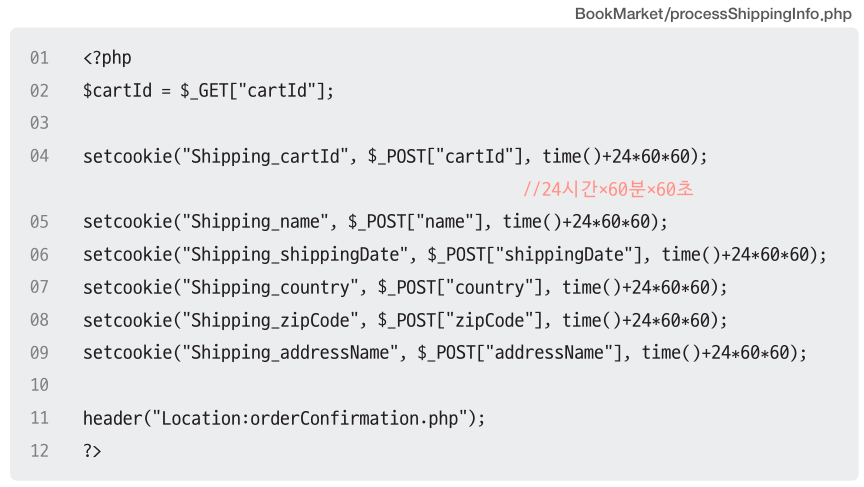 BookMarket/processShippingInfo.php
01 <?php
02 $cartId = $_GET["cartId"];
03
04 setcookie("Shipping_cartId", $_POST["cartId"], time()+24*60*60);
//24시간×60분×60초
05 setcookie("Shipping_name", $_POST["name"], time()+24*60*60);
06 setcookie("Shipping_shippingDate", $_POST["shippingDate"], time()+24*60*60);
07 setcookie("Shipping_country", $_POST["country"], time()+24*60*60);
08 setcookie("Shipping_zipCode", $_POST["zipCode"], time()+24*60*60);
09 setcookie("Shipping_addressName", $_POST["addressName"], time()+24*60*60);
10
11 header("Location:orderConfirmation.php");
12 ?>